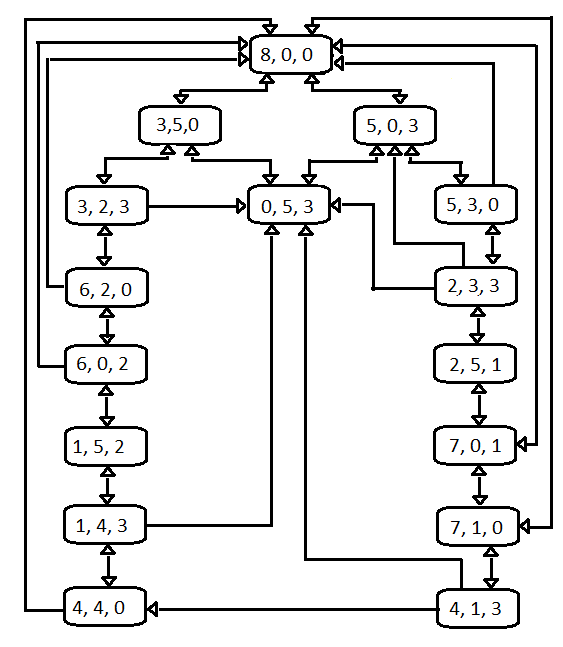 8, 0, 0
3,5,0
5, 0, 3
3, 2, 3
0, 5, 3
5, 3, 0
6, 2, 0
2, 3, 3
6, 0, 2
2, 5, 1
1, 5, 2
7, 0, 1
1, 4, 3
7, 1, 0
4, 4, 0
4, 1, 3